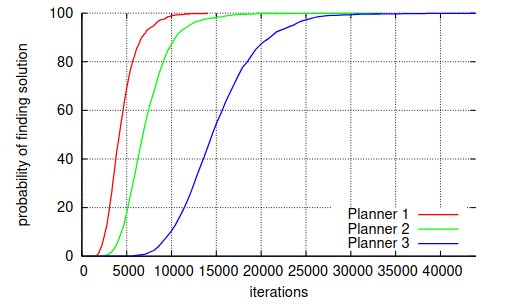 probability of finding solution
100
80
60
40
20
0
Planner 1
Planner 2
Planner 3
0 5000 10000 15000 20000 25000 30000 35000 40000
iterations